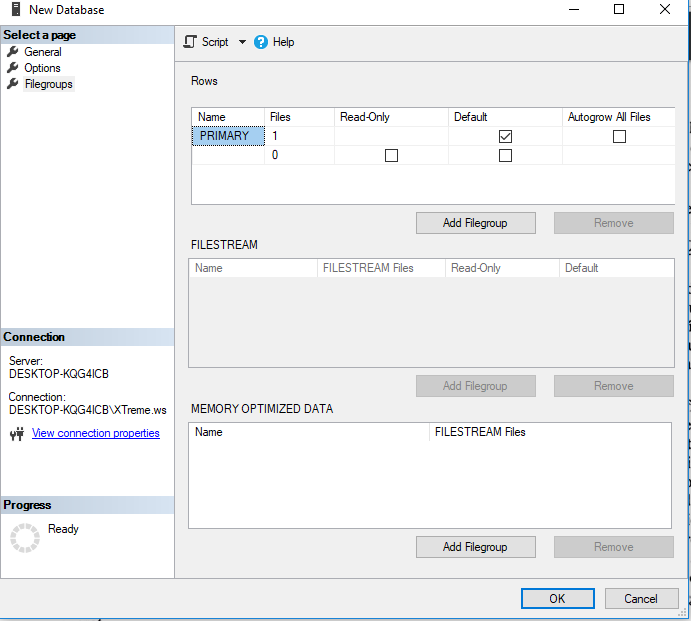 New Database
Select a page
General
Options
Filegroups
Script Help
Rows
Name Files Read-Only Default Autogrow All Files
PRIMARY 1
0
Add Filegroup Remove
FILESTREAM
Name FILESTREAM Files Read-Only Default
Add Filegroup Remove
MEMORY OPTIMIZED DATA
Name FILESTREAM Files
Add Filegroup Remove
Connection
Server:
DESKTOP-KQG4ICB
Connection:
DESKTOP-KQG4ICB\XTreme.ws
View connection properties
Progress
Ready
OK Cancel